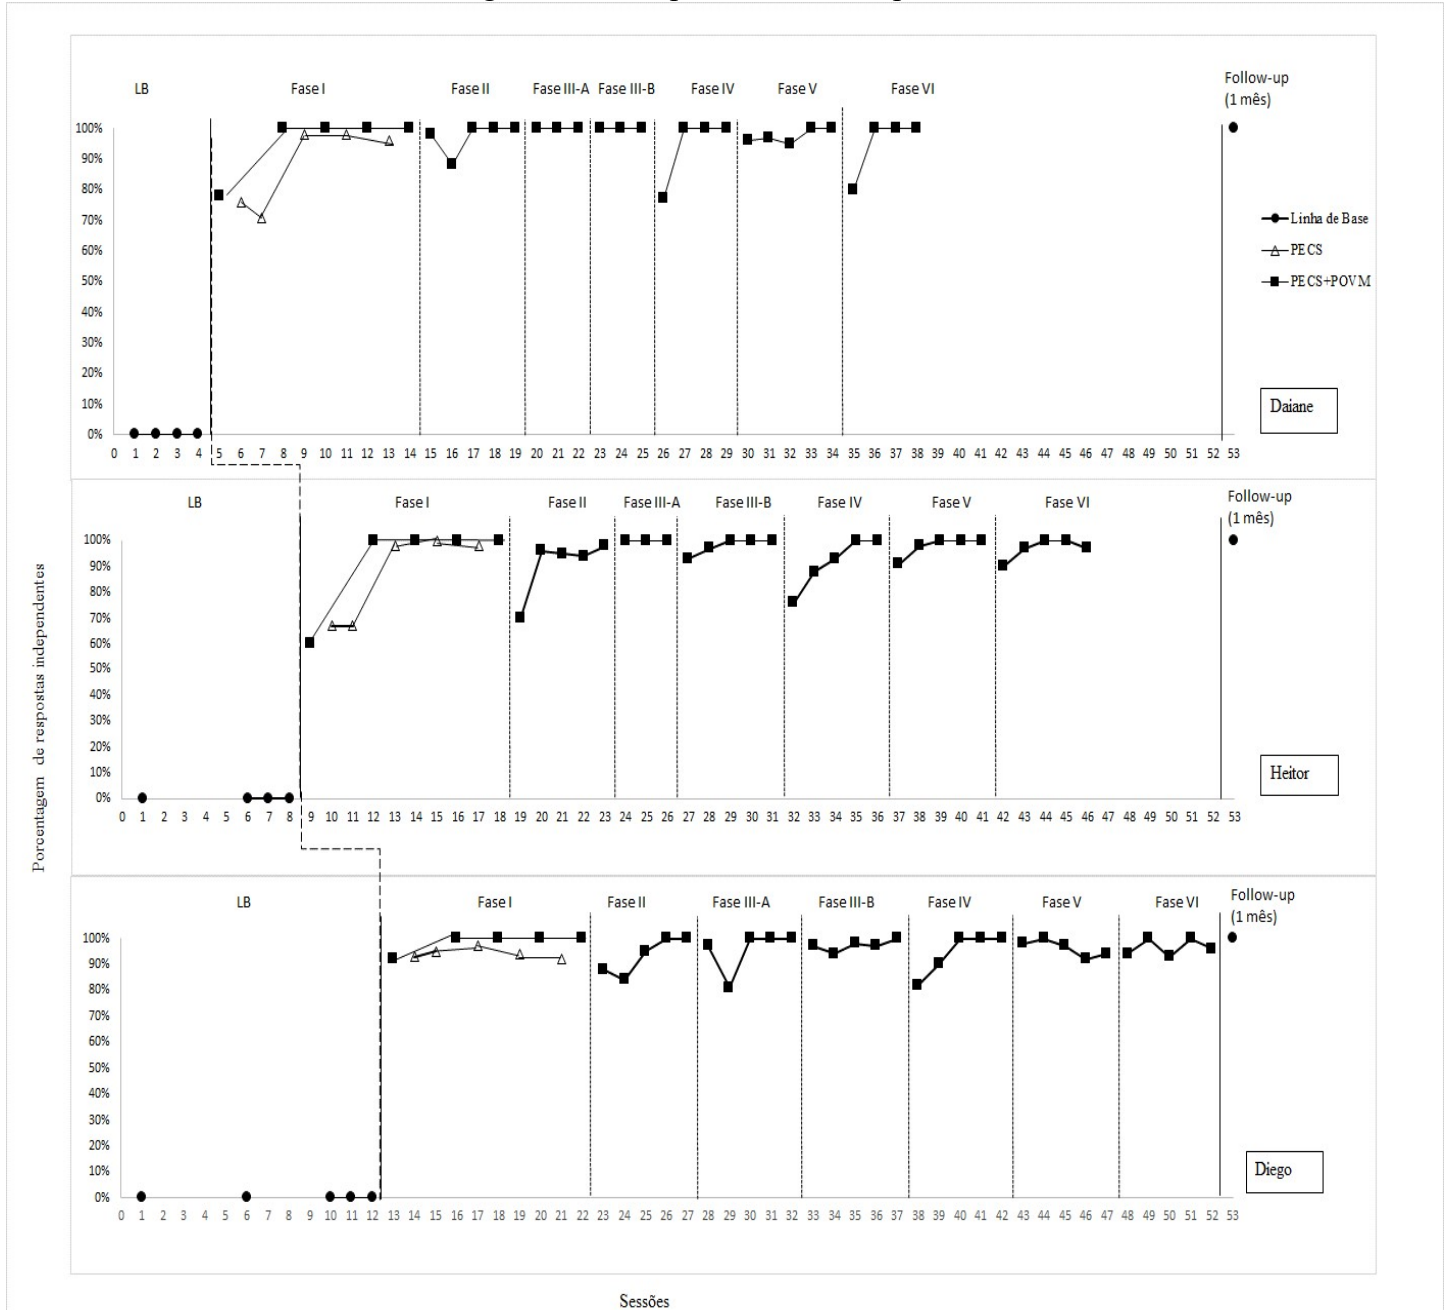 LB Fase I Fase II Fase III-A Fase III-B Fase IV Fase V Fase VI Follow-up
(1 mês)
100%
90%
80%
70%
60%
50%
40%
30%
20%
10%
0%
0 1 2 3 4 5 6 7 8 9 10 11 12 13 14 15 16 17 18 19 20 21 22 23 24 25 26 27 28 29 30 31 32 33 34 35 36 37 38 39 40 41 42 43 44 45 46 47 48 49 50 51 52 53
Linha de Base
PECS
PECS+POVM
Daiane
LB Fase I Fase II Fase III-A Fase III-B Fase IV Fase V Fase VI Follow-up
(1 mês)
100%
90%
80%
70%
60%
50%
40%
30%
20%
10%
0%
0 1 2 3 4 5 6 7 8 9 10 11 12 13 14 15 16 17 18 19 20 21 22 23 24 25 26 27 28 29 30 31 32 33 34 35 36 37 38 39 40 41 42 43 44 45 46 47 48 49 50 51 52 53
Heitor
Porcentagem de respostas independentes
LB Fase I Fase II Fase III-A Fase III-B Fase IV Fase V Fase VI Follow-up
(1 mês)
100%
90%
80%
70%
60%
50%
40%
30%
20%
10%
0%
0 1 2 3 4 5 6 7 8 9 10 11 12 13 14 15 16 17 18 19 20 21 22 23 24 25 26 27 28 29 30 31 32 33 34 35 36 37 38 39 40 41 42 43 44 45 46 47 48 49 50 51 52 53
Diego
Sessões